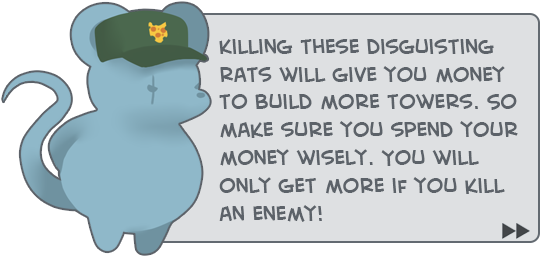 KILLING THESE DISGUISTING
RATS WILL GIVE YOU MONEY
TO BUILD MORE TOWERS. SO
MAKE SURE YOU SPEND YOUR
MONEY WISELY. YOU WILL
ONLY GET MORE IF YOU KILL
AN ENEMY!